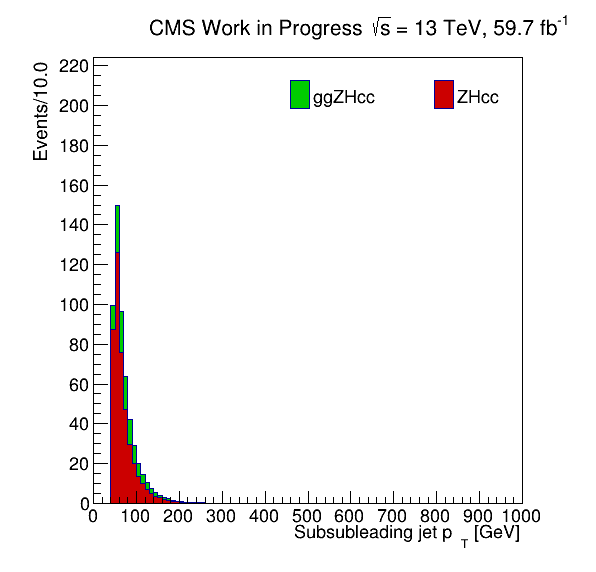 CMS Work in Progress √s = 13 TeV, 59.7 fb-1
Events/10.0
220
200
180
160
140
120
100
80
60
40
20
0
ggZHcc
ZHcc
0 100 200 300 400 500 600 700 800 900 1000
Subsubleading jet p T [GeV]